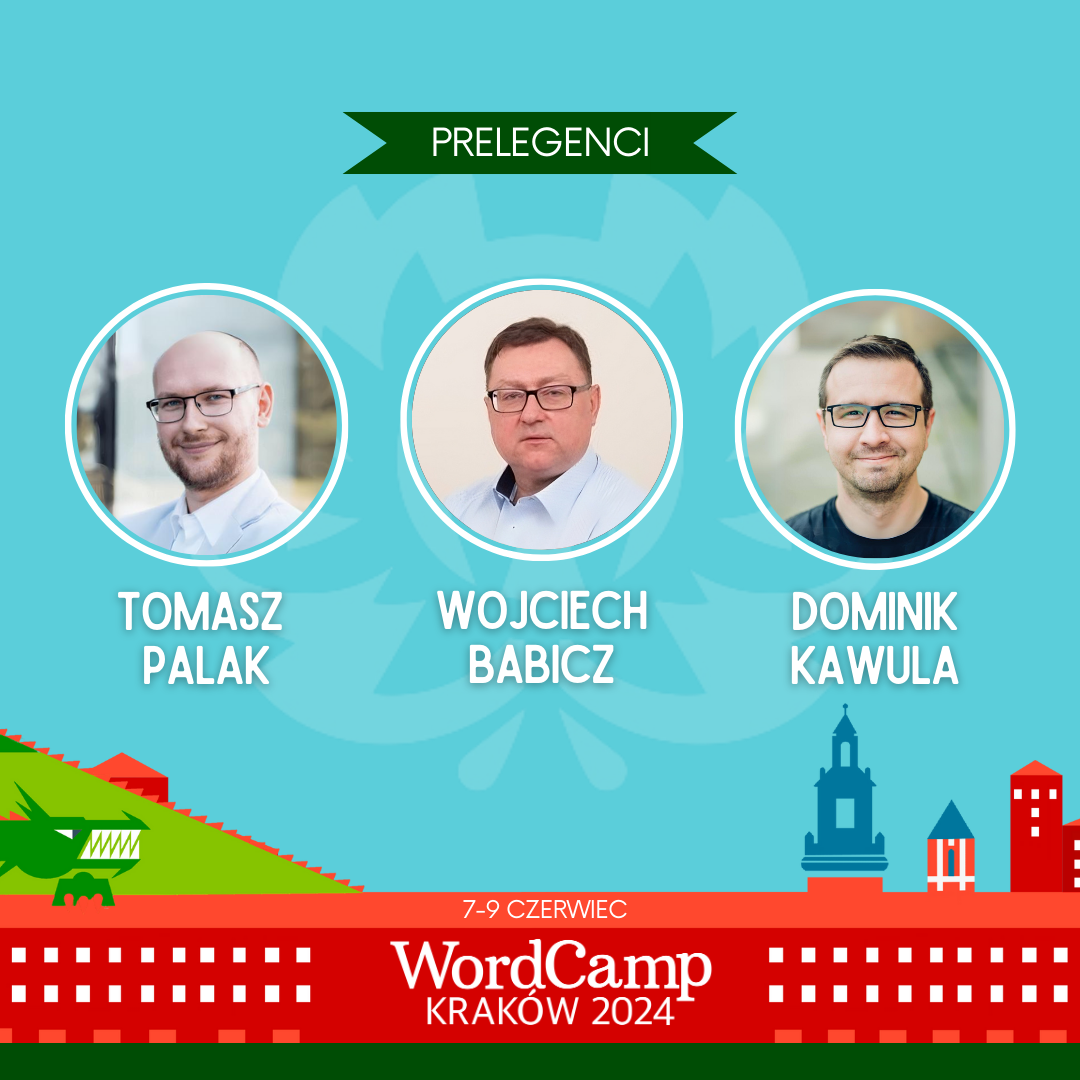 PRELEGENCI
TOMASZ
PALAK
WOJCIECH
BABICZ
DOMINIK
KAWULA
7-9 CZERWIEC
WordCamp
KRAKÓW 2024